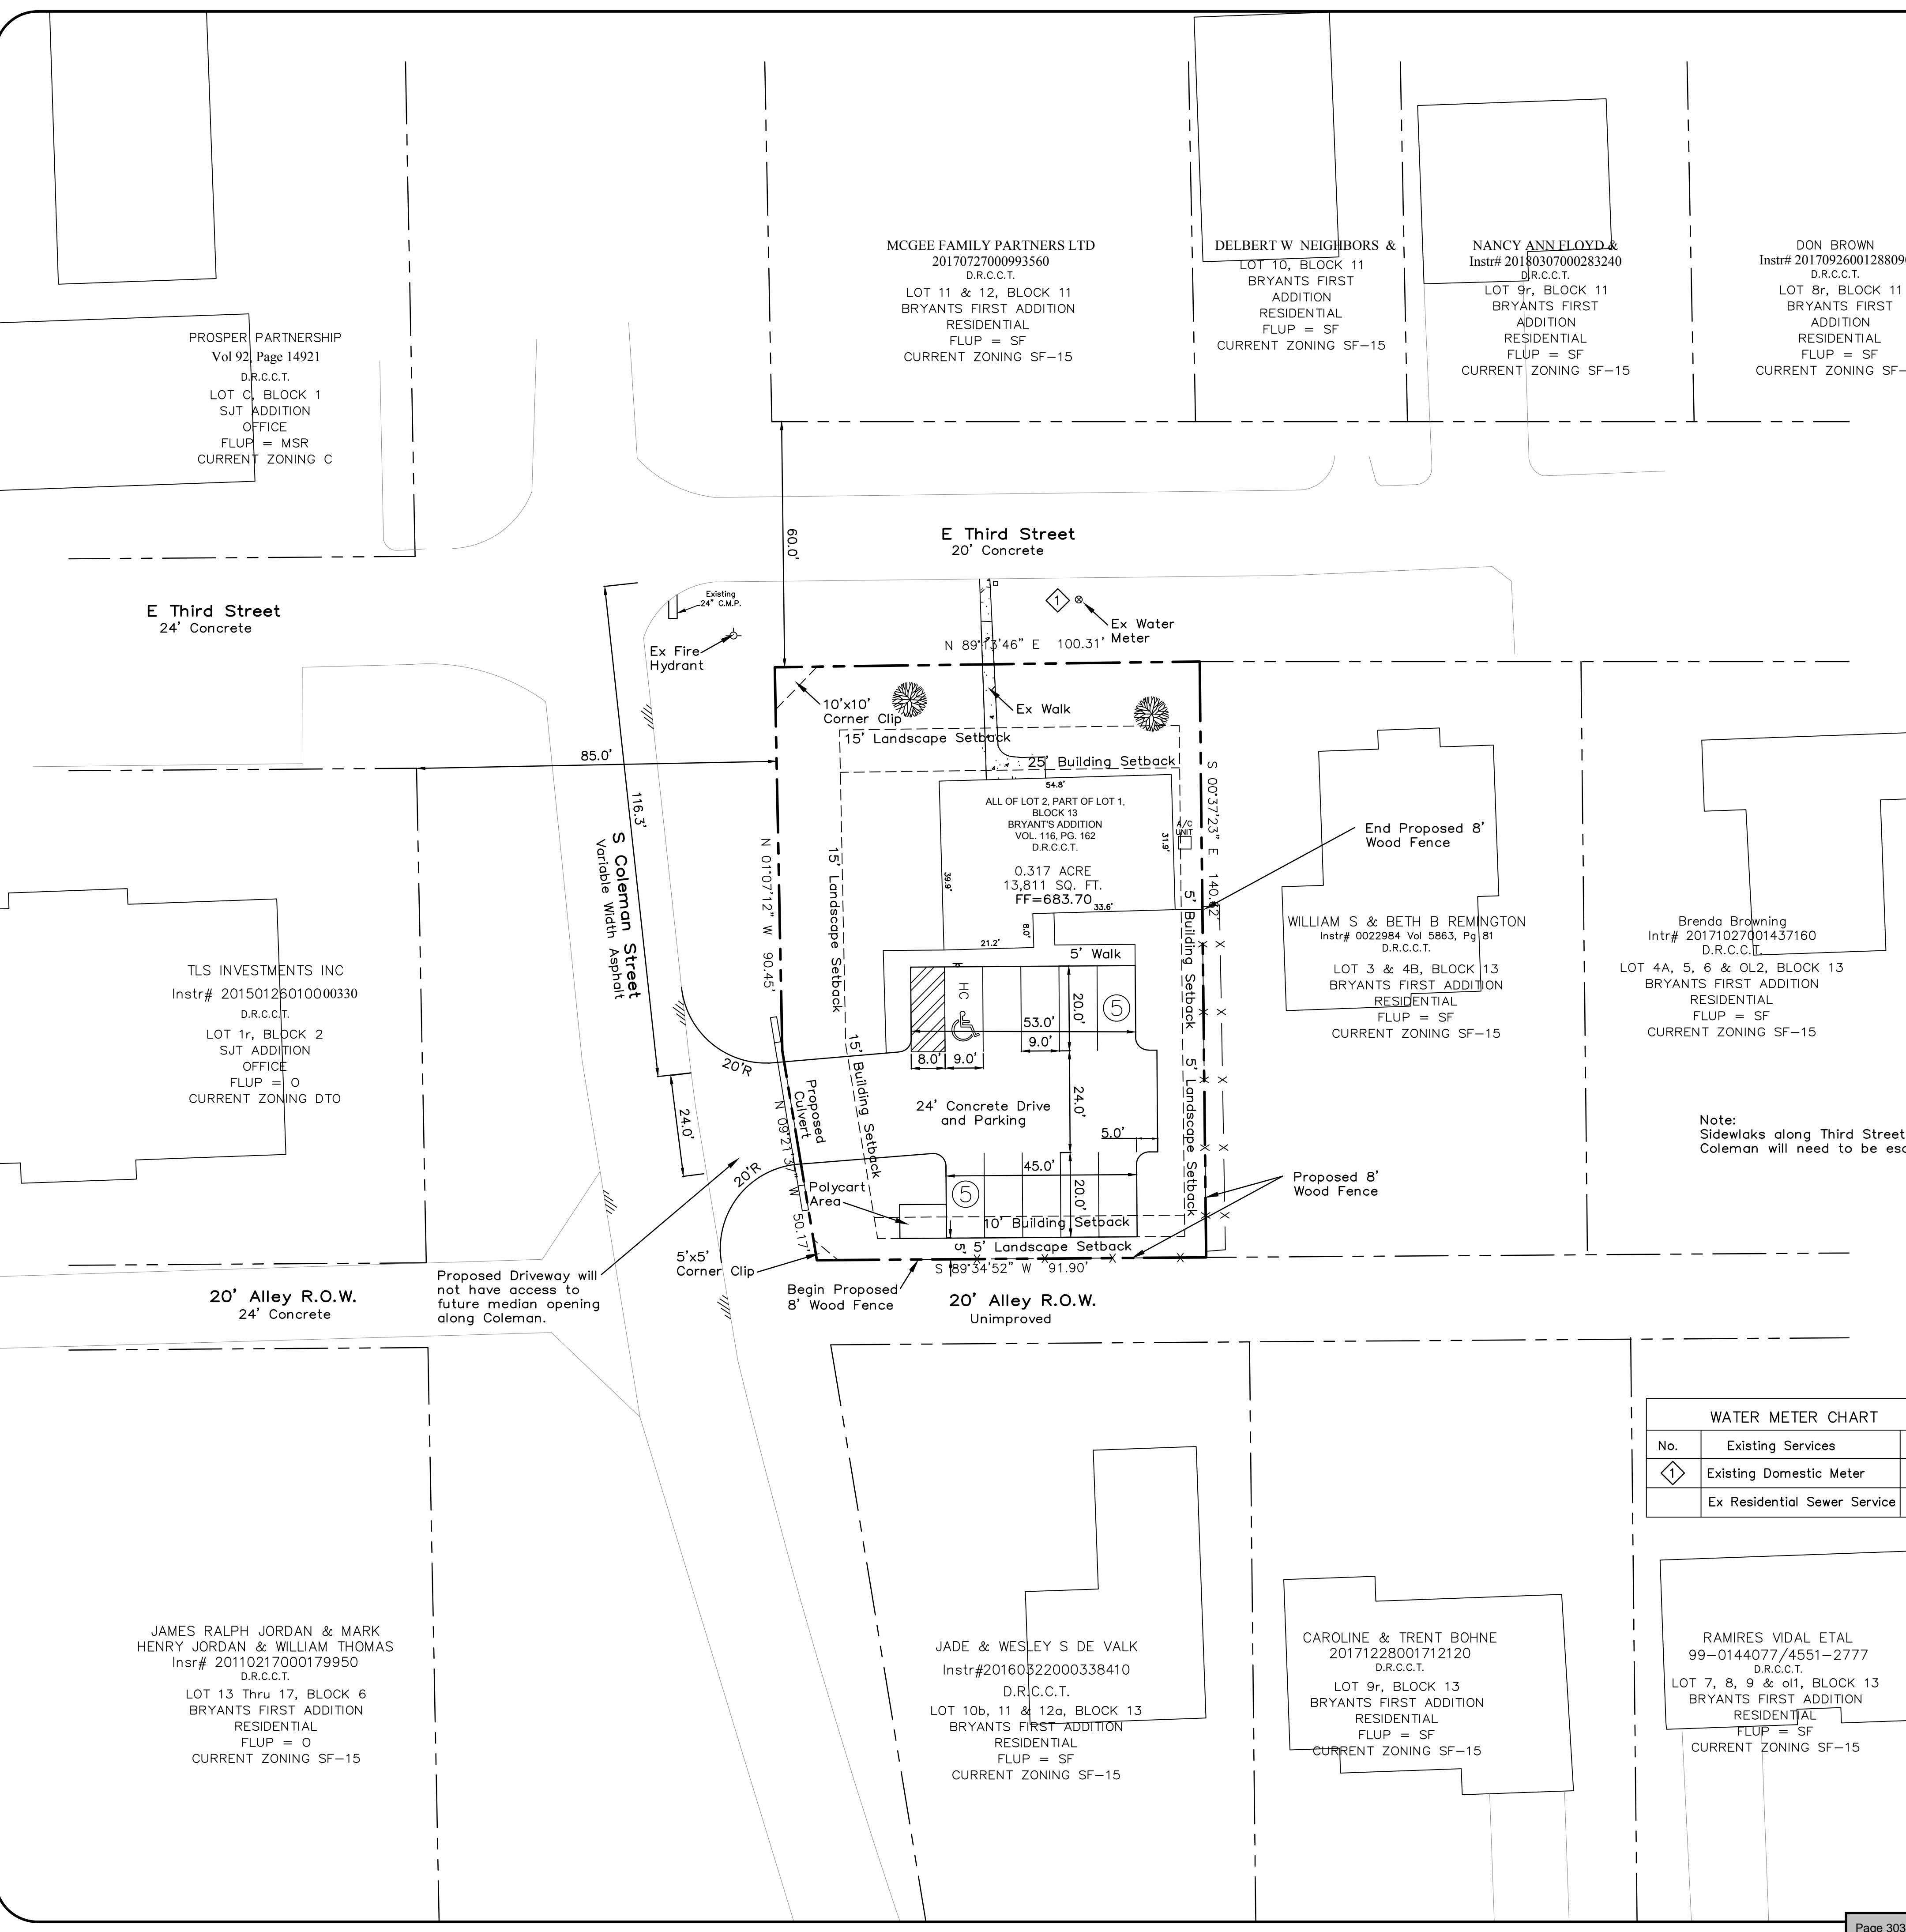 MCGEE FAMILY PARTNERS LTD
20170727000993560
D.R.C.C.T.
LOT 11 & 12, BLOCK 11
BRYANTS FIRST ADDITION
RESIDENTIAL
FLUP = SF
CURRENT ZONING SF-15
DELBERT W NEIGHBORS &
LOT 10, BLOCK 11
BRYANTS FIRST
ADDITION
RESIDENTIAL
FLUP = SF
CURRENT ZONING SF-15
NANCY ANN FLOYD &
Instr# 20180307000283240
D.R.C.C.T.
LOT 9r, BLOCK 11
BRYANTS FIRST
ADDITION
RESIDENTIAL
FLUP = SF
CURRENT ZONING SF-15
DON BROWN
Instr#
D.R.C.C.T.
LOT 8r, BLOCK 11
BRYANTS FIRST
ADDITION
RESIDENTIAL
FLUP = SF
CURRENT ZONING SF-
PROSPER PARTNERSHIP
Vol 92, Page 14921
D.R.C.C.T.
LOT C, BLOCK 1
SJT ADDITION
OFFICE
FLUP = MSR
CURRENT ZONING C
60.0'
E Third Street
20' Concrete
E Third Street
24' Concrete
Existing
24" C.M.P.
Ex Fire
Hydrant
1
Ex Water
Meter
N 89°13'46" E 100.31'
10'x10'
Corner Clip
Ex Walk
15' Landscape Setback
25' Building Setback
85.0'
116.3'
S Coleman Street
Variable Width Asphalt
N 01°07'12" W 90.45'
15' Landscape Setback
54.8'
ALL OF LOT 2, PART OF LOT 1,
BLOCK 13
BRYANT'S ADDITION
VOL. 116, PG. 162
D.R.C.C.T.
0.317 ACRE
13,811 SQ. FT.
FF=683.70
39.9'
31.9'
33.6'
8.0'
21.2'
A/C
UNIT
S 00°37'23" E
5' Building Setback
End Proposed 8'
Wood Fence
WILLIAM S & BETH B REMINGTON
Instr# 0022984 Vol 5863, Pg 81
D.R.C.C.T.
LOT 3 & 4B, BLOCK 13
BRYANTS FIRST ADDITION
RESIDENTIAL
FLUP = SF
CURRENT ZONING SF-15
Brenda Browning
Intr# 20171027001437160
D.R.C.C.T.
LOT 4A, 5, 6 & OL2, BLOCK 13
BRYANTS FIRST ADDITION
RESIDENTIAL
FLUP = SF
CURRENT ZONING SF-15
TLS INVESTMENTS INC
Instr# 20150126010000330
D.R.C.C.T.
LOT 1r, BLOCK 2
SJT ADDITION
OFFICE
FLUP = O
CURRENT ZONING DTO
5' Walk
HC
20.0'
5
53.0'
9.0'
8.0'
9.0'
20'R
15' Building Setback
Proposed
Culvert
N 09°21'37" W 50.17'
24.0'
24' Concrete Drive
and Parking
24.0'
5.0'
5' Landscape Setback
45.0'
20'R
5
20.0'
Polycart
Area
10' Building Setback
5'
5' Landscape Setback
Proposed 8'
Wood Fence
Note:
Sidewlaks along Third Street
Coleman will need to be
5'x5'
Corner Clip
S 89°34'52" W 91.90'
Begin Proposed
8' Wood Fence
Proposed Driveway will
not have access to
future median opening
along Coleman.
20' Alley R.O.W.
24' Concrete
20' Alley R.O.W.
Unimproved
WATER METER CHART
No. Existing Services
1 Existing Domestic Meter
Ex Residential Sewer Service
JAMES RALPH JORDAN & MARK
HENRY JORDAN & WILLIAM THOMAS
Insr# 20110217000179950
D.R.C.C.T.
LOT 13 Thru 17, BLOCK 6
BRYANTS FIRST ADDITION
RESIDENTIAL
FLUP = O
CURRENT ZONING SF-15
JADE & WESLEY S DE VALK
Instr#20160322000338410
D.R.C.C.T.
LOT 10b, 11 & 12a, BLOCK 13
BRYANTS FIRST ADDITION
RESIDENTIAL
FLUP = SF
CURRENT ZONING SF-15
CAROLINE & TRENT BOHNE
20171228001712120
D.R.C.C.T.
LOT 9r, BLOCK 13
BRYANTS FIRST ADDITION
RESIDENTIAL
FLUP = SF
CURRENT ZONING SF-15
RAMIRES VIDAL ETAL
99-0144077/4551-2777
D.R.C.C.T.
LOT 7, 8, 9 & ol1, BLOCK 13
BRYANTS FIRST ADDITION
RESIDENTIAL
FLUP = SF
CURRENT ZONING SF-15
Page 303